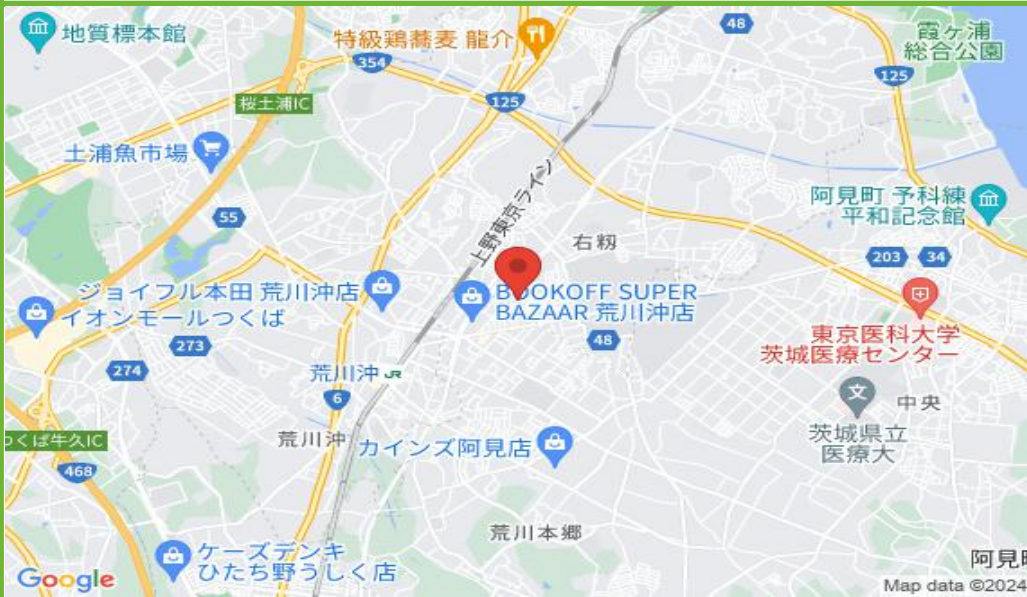 地質標本館
特級鶏蕎麦 龍介
48
霞ヶ浦
総合公園
354
125
125
桜土浦IC
土浦魚市場
上野東京ライン
阿見町 予科練
平和記念館
55
右籾
203
34
ジョイフル本田 荒川沖店
イオンモールつくば
BOOKOFF SUPER
BAZAAR 荒川沖店
273
48
東京医科大学
茨城医療センター
274
荒川沖 JR
6
中央
つくば牛久IC
荒川沖
カインズ阿見店
茨城県立
医療大
468
荒川本郷
ケーズデンキ
ひたち野うしく店
阿見町
Google
Map data ©2024